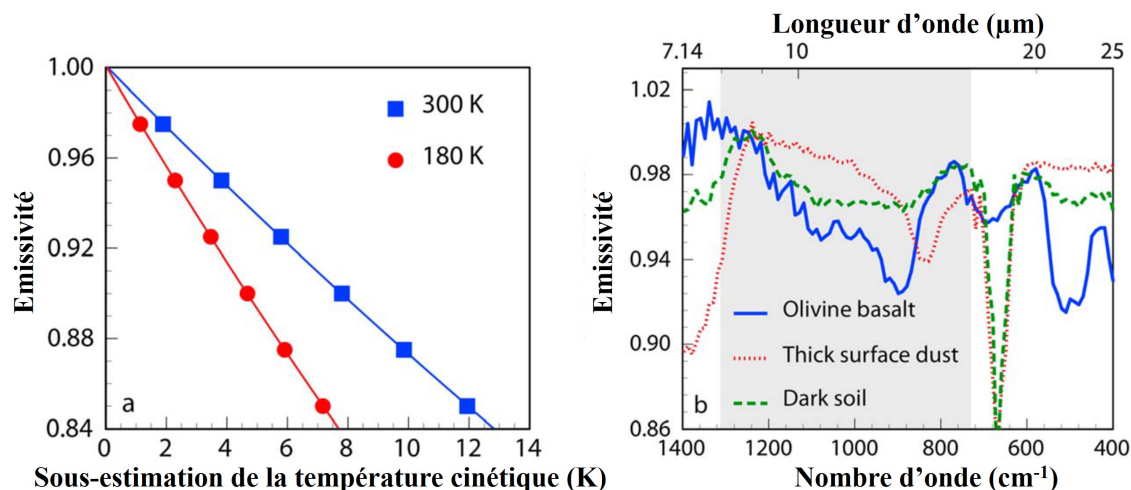 Longueur d'onde (µm)
7.14 10 20 25
1.00
0.96
0.92
0.88
0.84
Emissivité
300 K
180 K
a
0 2 4 6 8 10 12 14
Sous-estimation de la température cinétique (K)
1.02
0.98
0.94
0.90
0.86
Emissivité
Olivine basalt
Thick surface dust
Dark soil
b
1400 1200 1000 800 600 400
Nombre d'onde (cm-1)